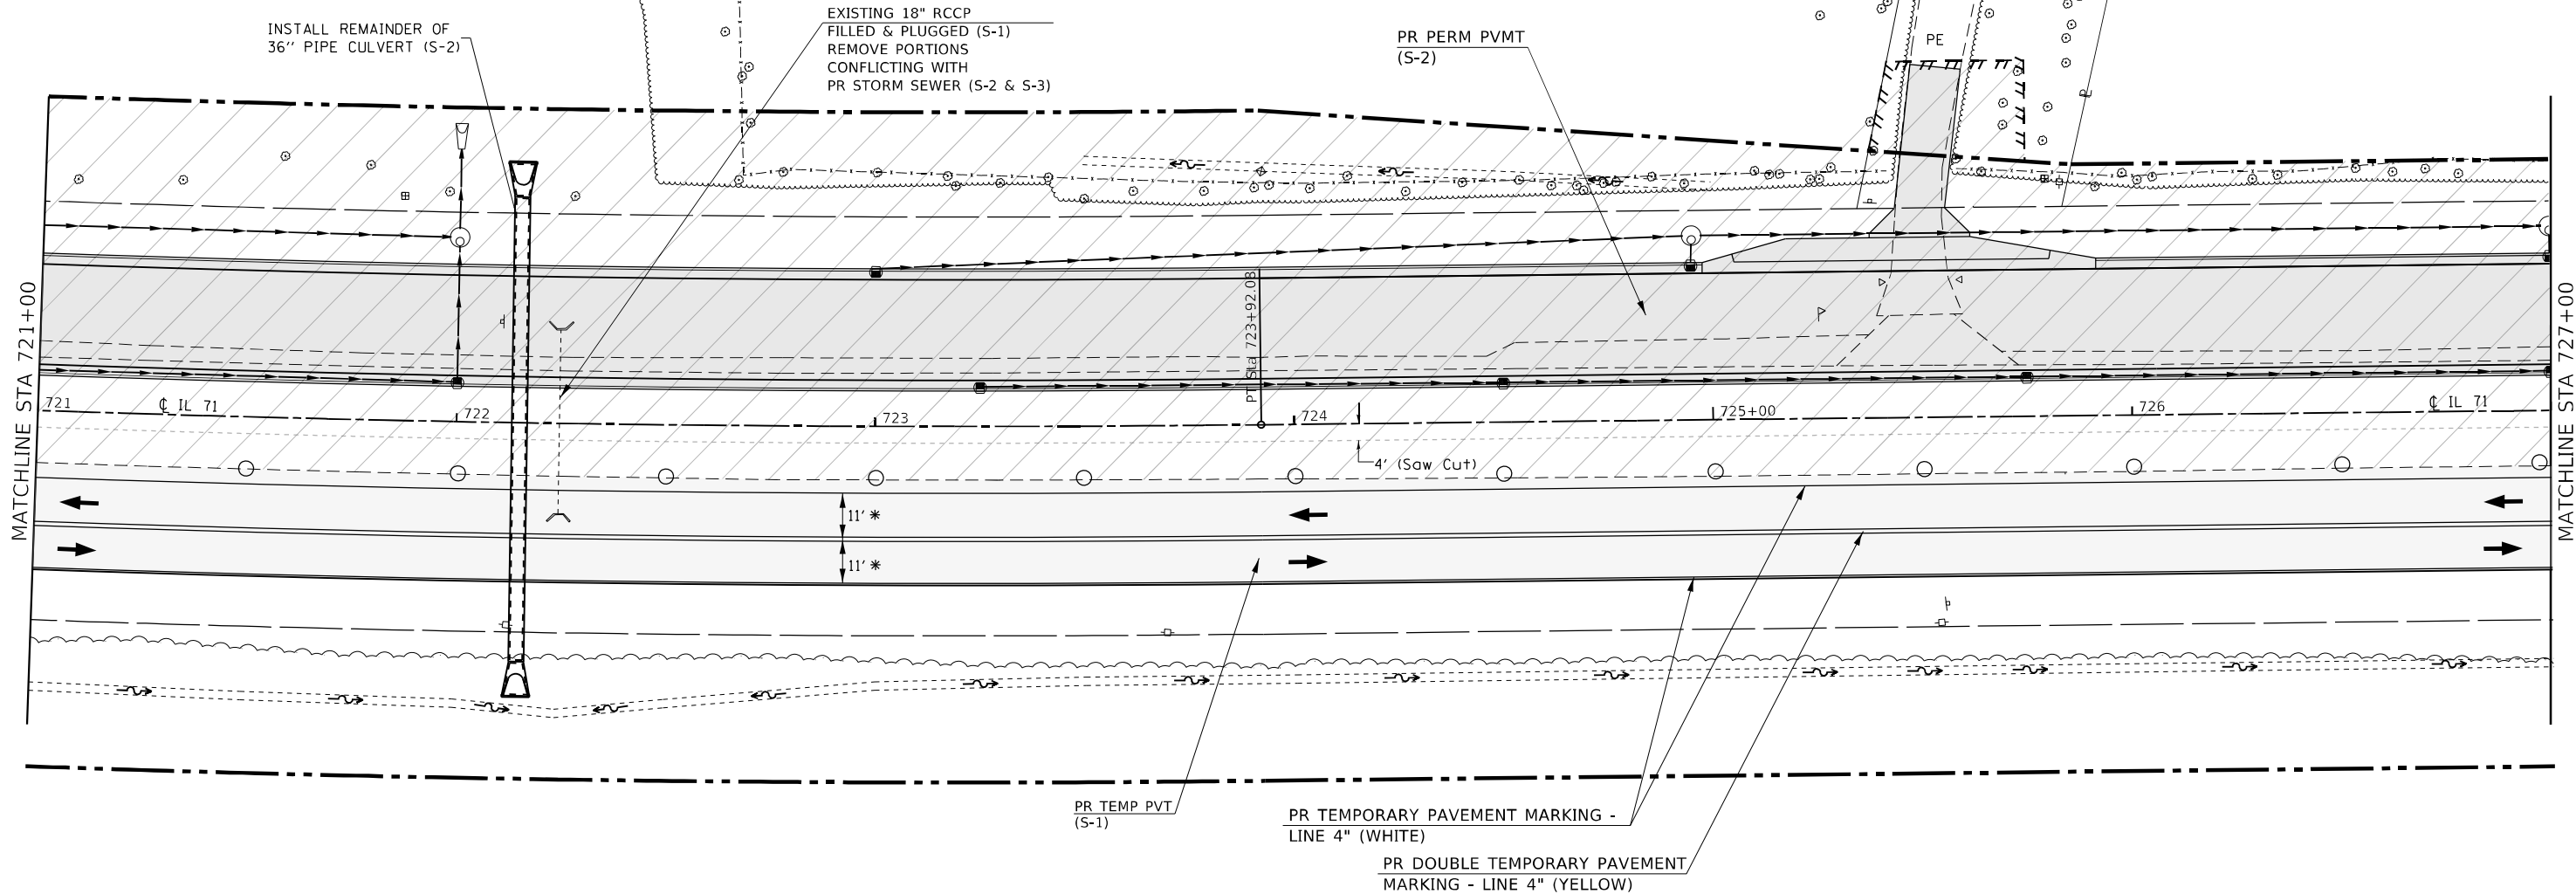 INSTALL REMAINDER OF
36" PIPE CULVERT (S-2)
EXISTING 18" RCCP
FILLED & PLUGGED (S-1)
REMOVE PORTIONS
CONFLICTING WITH
PR STORM SEWER (S-2 & S-3)
PR PERM PVMT
(S-2)
PE
MATCHLINE STA 721+00
MATCHLINE STA 727+00
PT Sta 723+92.08
721
℄ IL 71
722
723
724
725+00
726
℄ IL 71
4' (Saw Cut)
11' *
11' *
PR TEMP PVT
(S-1)
PR TEMPORARY PAVEMENT MARKING -
LINE 4" (WHITE)
PR DOUBLE TEMPORARY PAVEMENT
MARKING - LINE 4" (YELLOW)